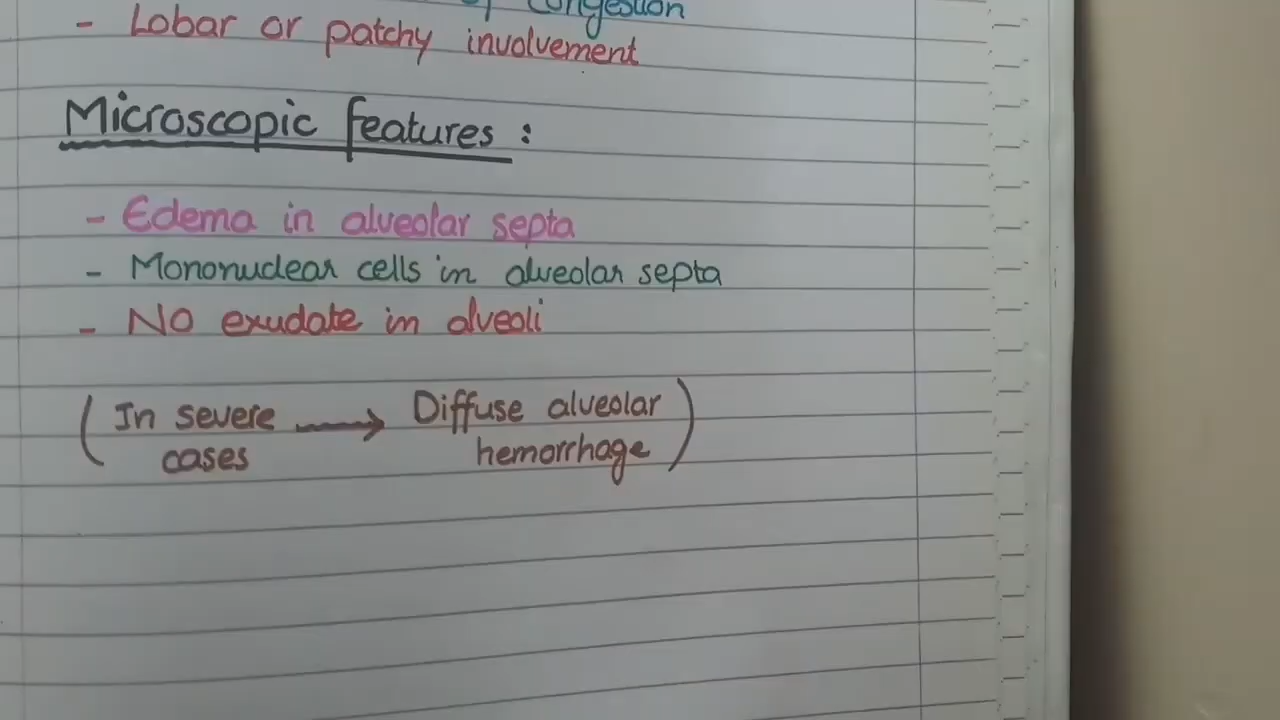 congestion
- Lobar or patchy involvement
Microscopic features :
- Edema in alveolar septa
- Mononuclear cells in alveolar septa
- No exudate in alveoli
(In severe cases → Diffuse alveolar hemorrhage)